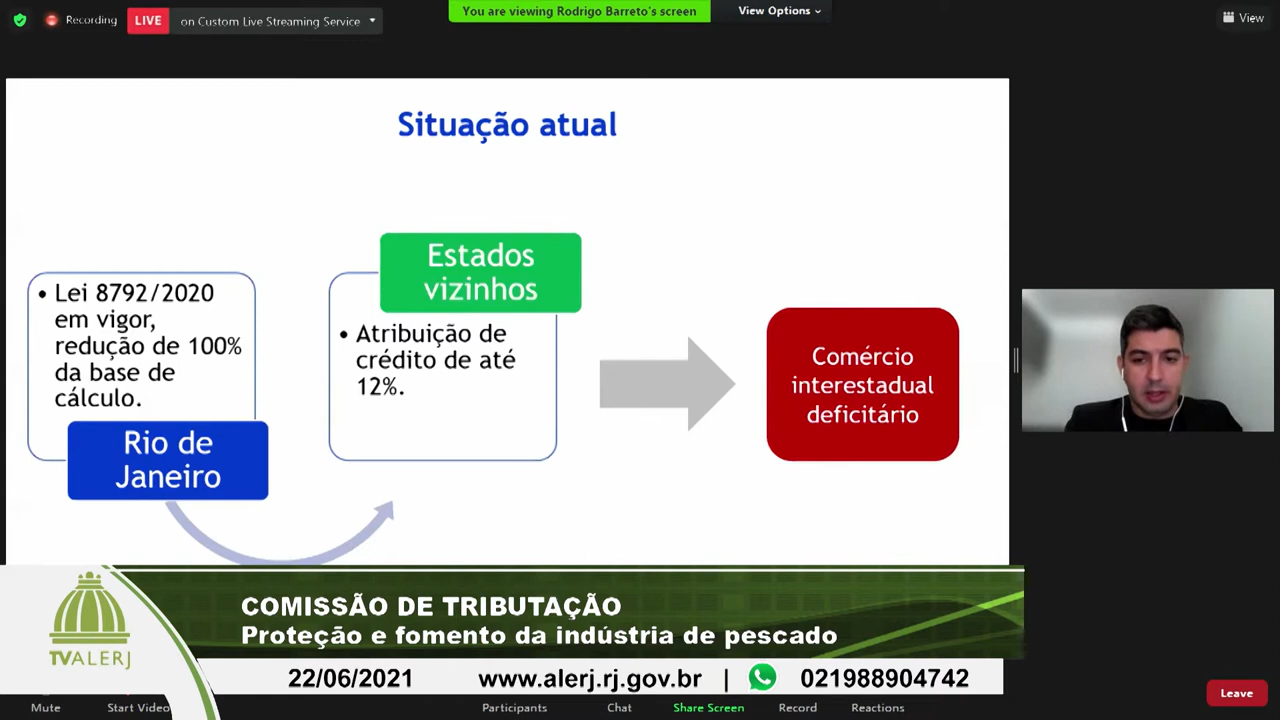 Recording
LIVE
on Custom Live Streaming Service
You are viewing Rodrigo Barreto's screen
View Options
View
Situação atual
• Lei 8792/2020
em vigor,
redução de 100%
da base de
cálculo.
Rio de
Janeiro
Estados
vizinhos
• Atribuição de
crédito de até
12%.
Comércio
interestadual
deficitário
COMISSÃO DE TRIBUTAÇÃO
Proteção e fomento da indústria de pescado
TVALERJ
22/06/2021 www.alerj.rj.gov.br | 021988904742
Mute
Start Video
Participants
Chat
Share Screen
Record
Reactions
Leave